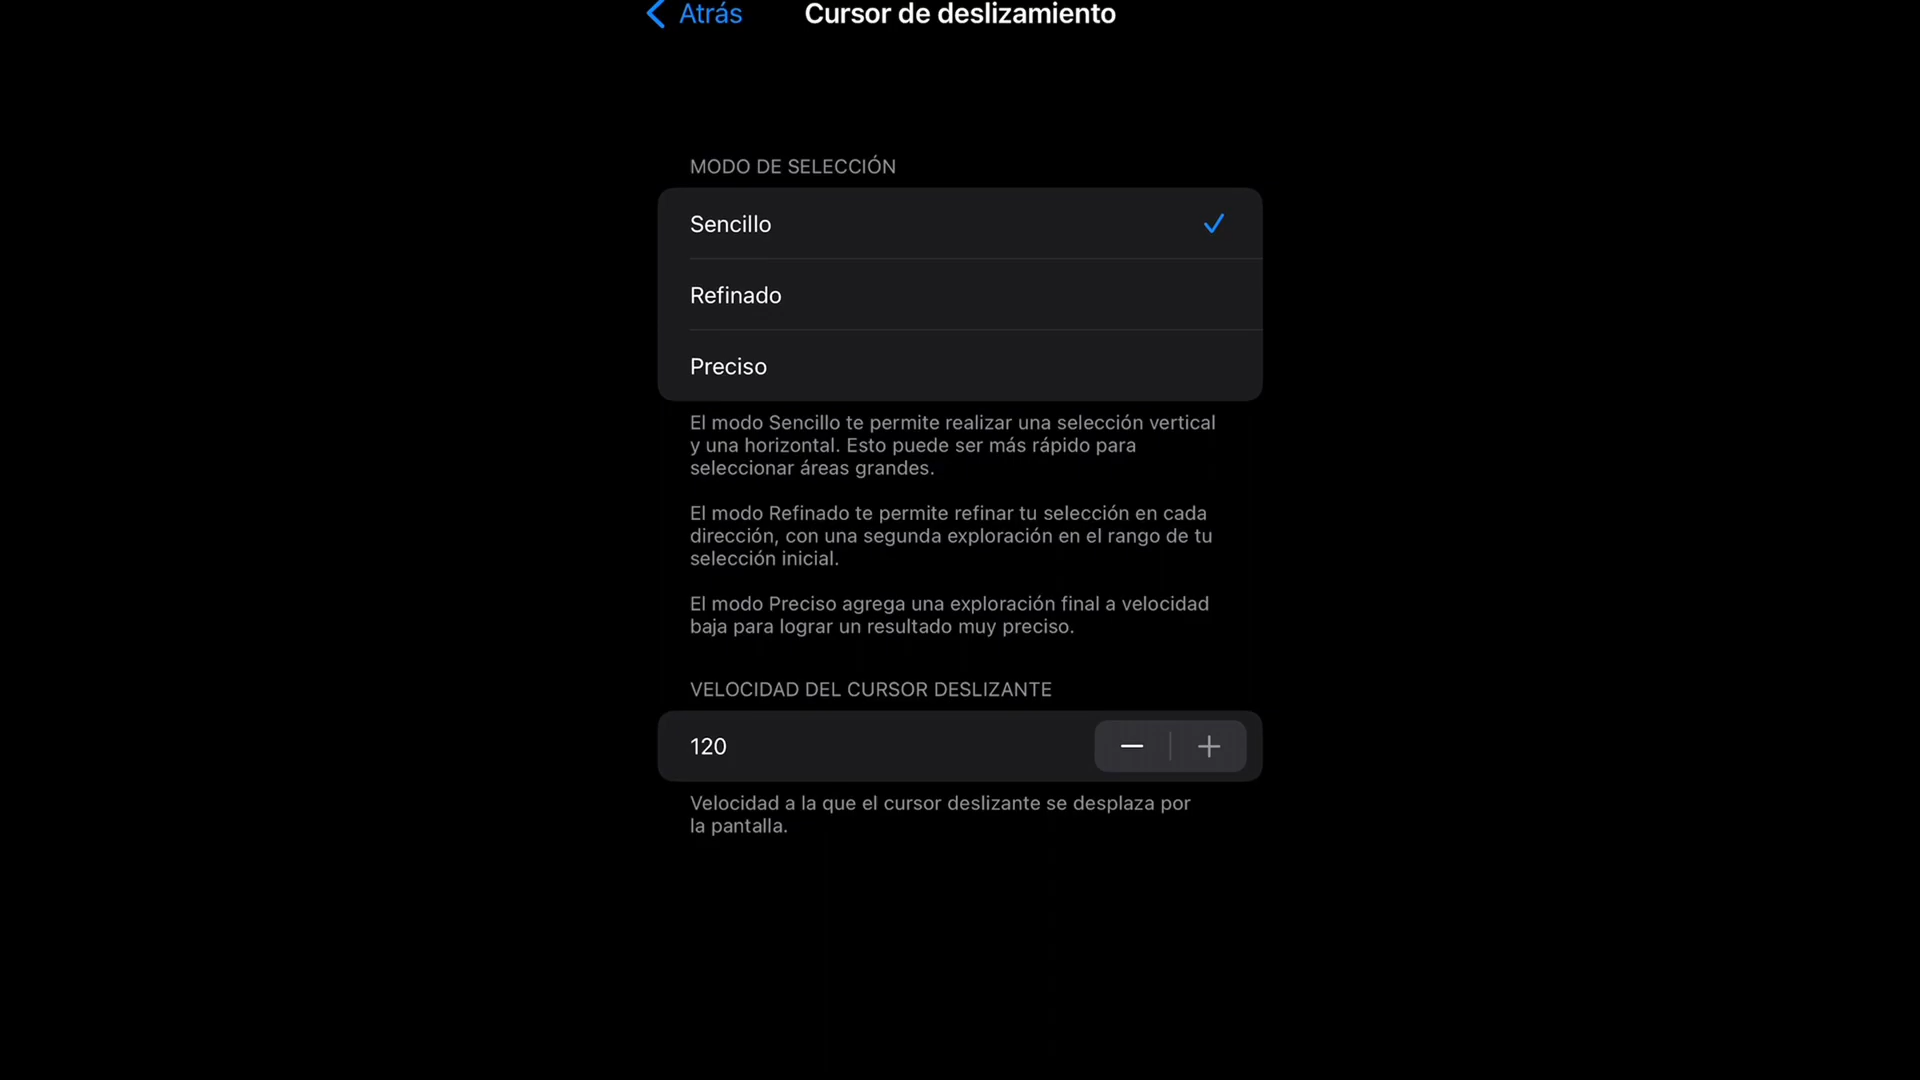 Atrás
Cursor de deslizamiento
MODO DE SELECCIÓN
Sencillo
Refinado
Preciso
El modo Sencillo te permite realizar una selección vertical
y una horizontal. Esto puede ser más rápido para
seleccionar áreas grandes.
El modo Refinado te permite refinar tu selección en cada
dirección, con una segunda exploración en el rango de tu
selección inicial.
El modo Preciso agrega una exploración final a velocidad
baja para lograr un resultado muy preciso.
VELOCIDAD DEL CURSOR DESLIZANTE
120
Velocidad a la que el cursor deslizante se desplaza por
la pantalla.